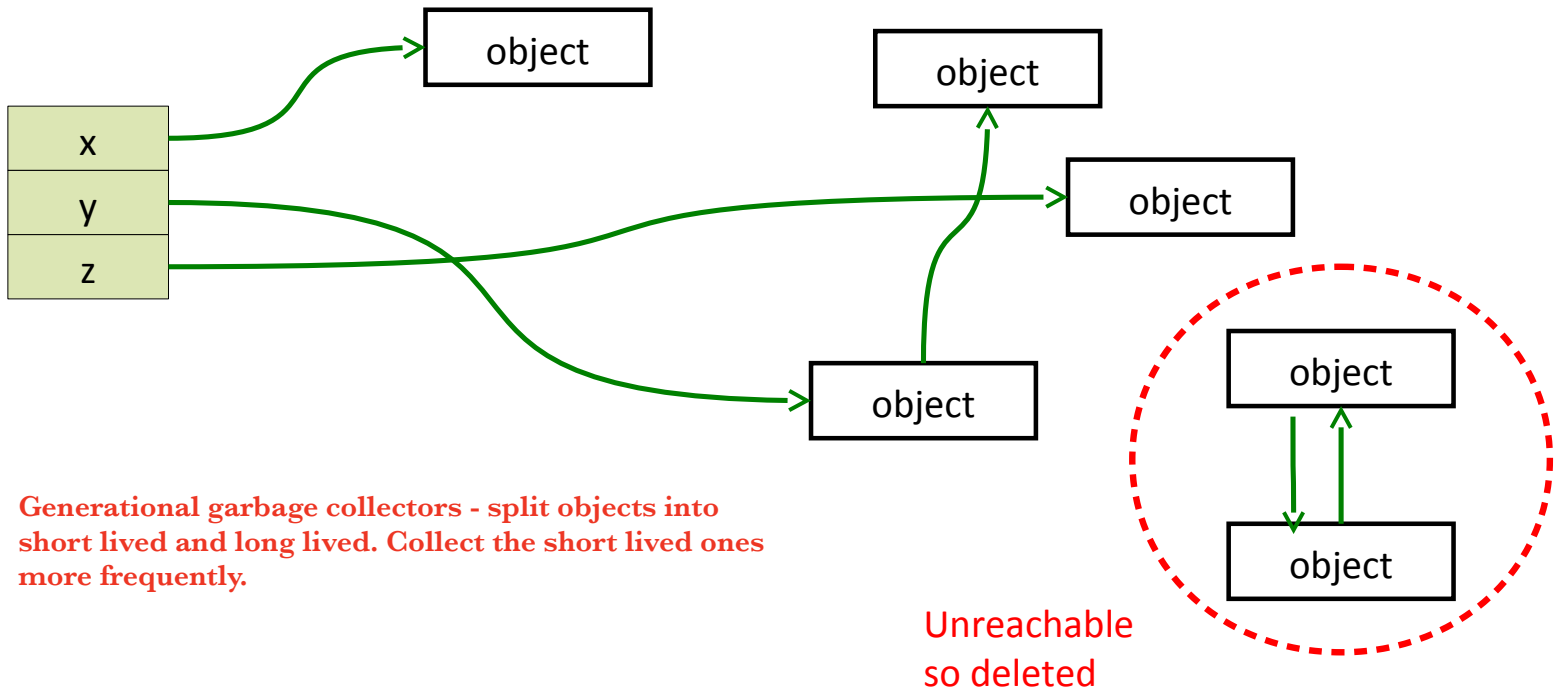 object
object
x
y
z
object
object
object
object
Generational garbage collectors - split objects into
short lived and long lived. Collect the short lived ones
more frequently.
Unreachable
so deleted